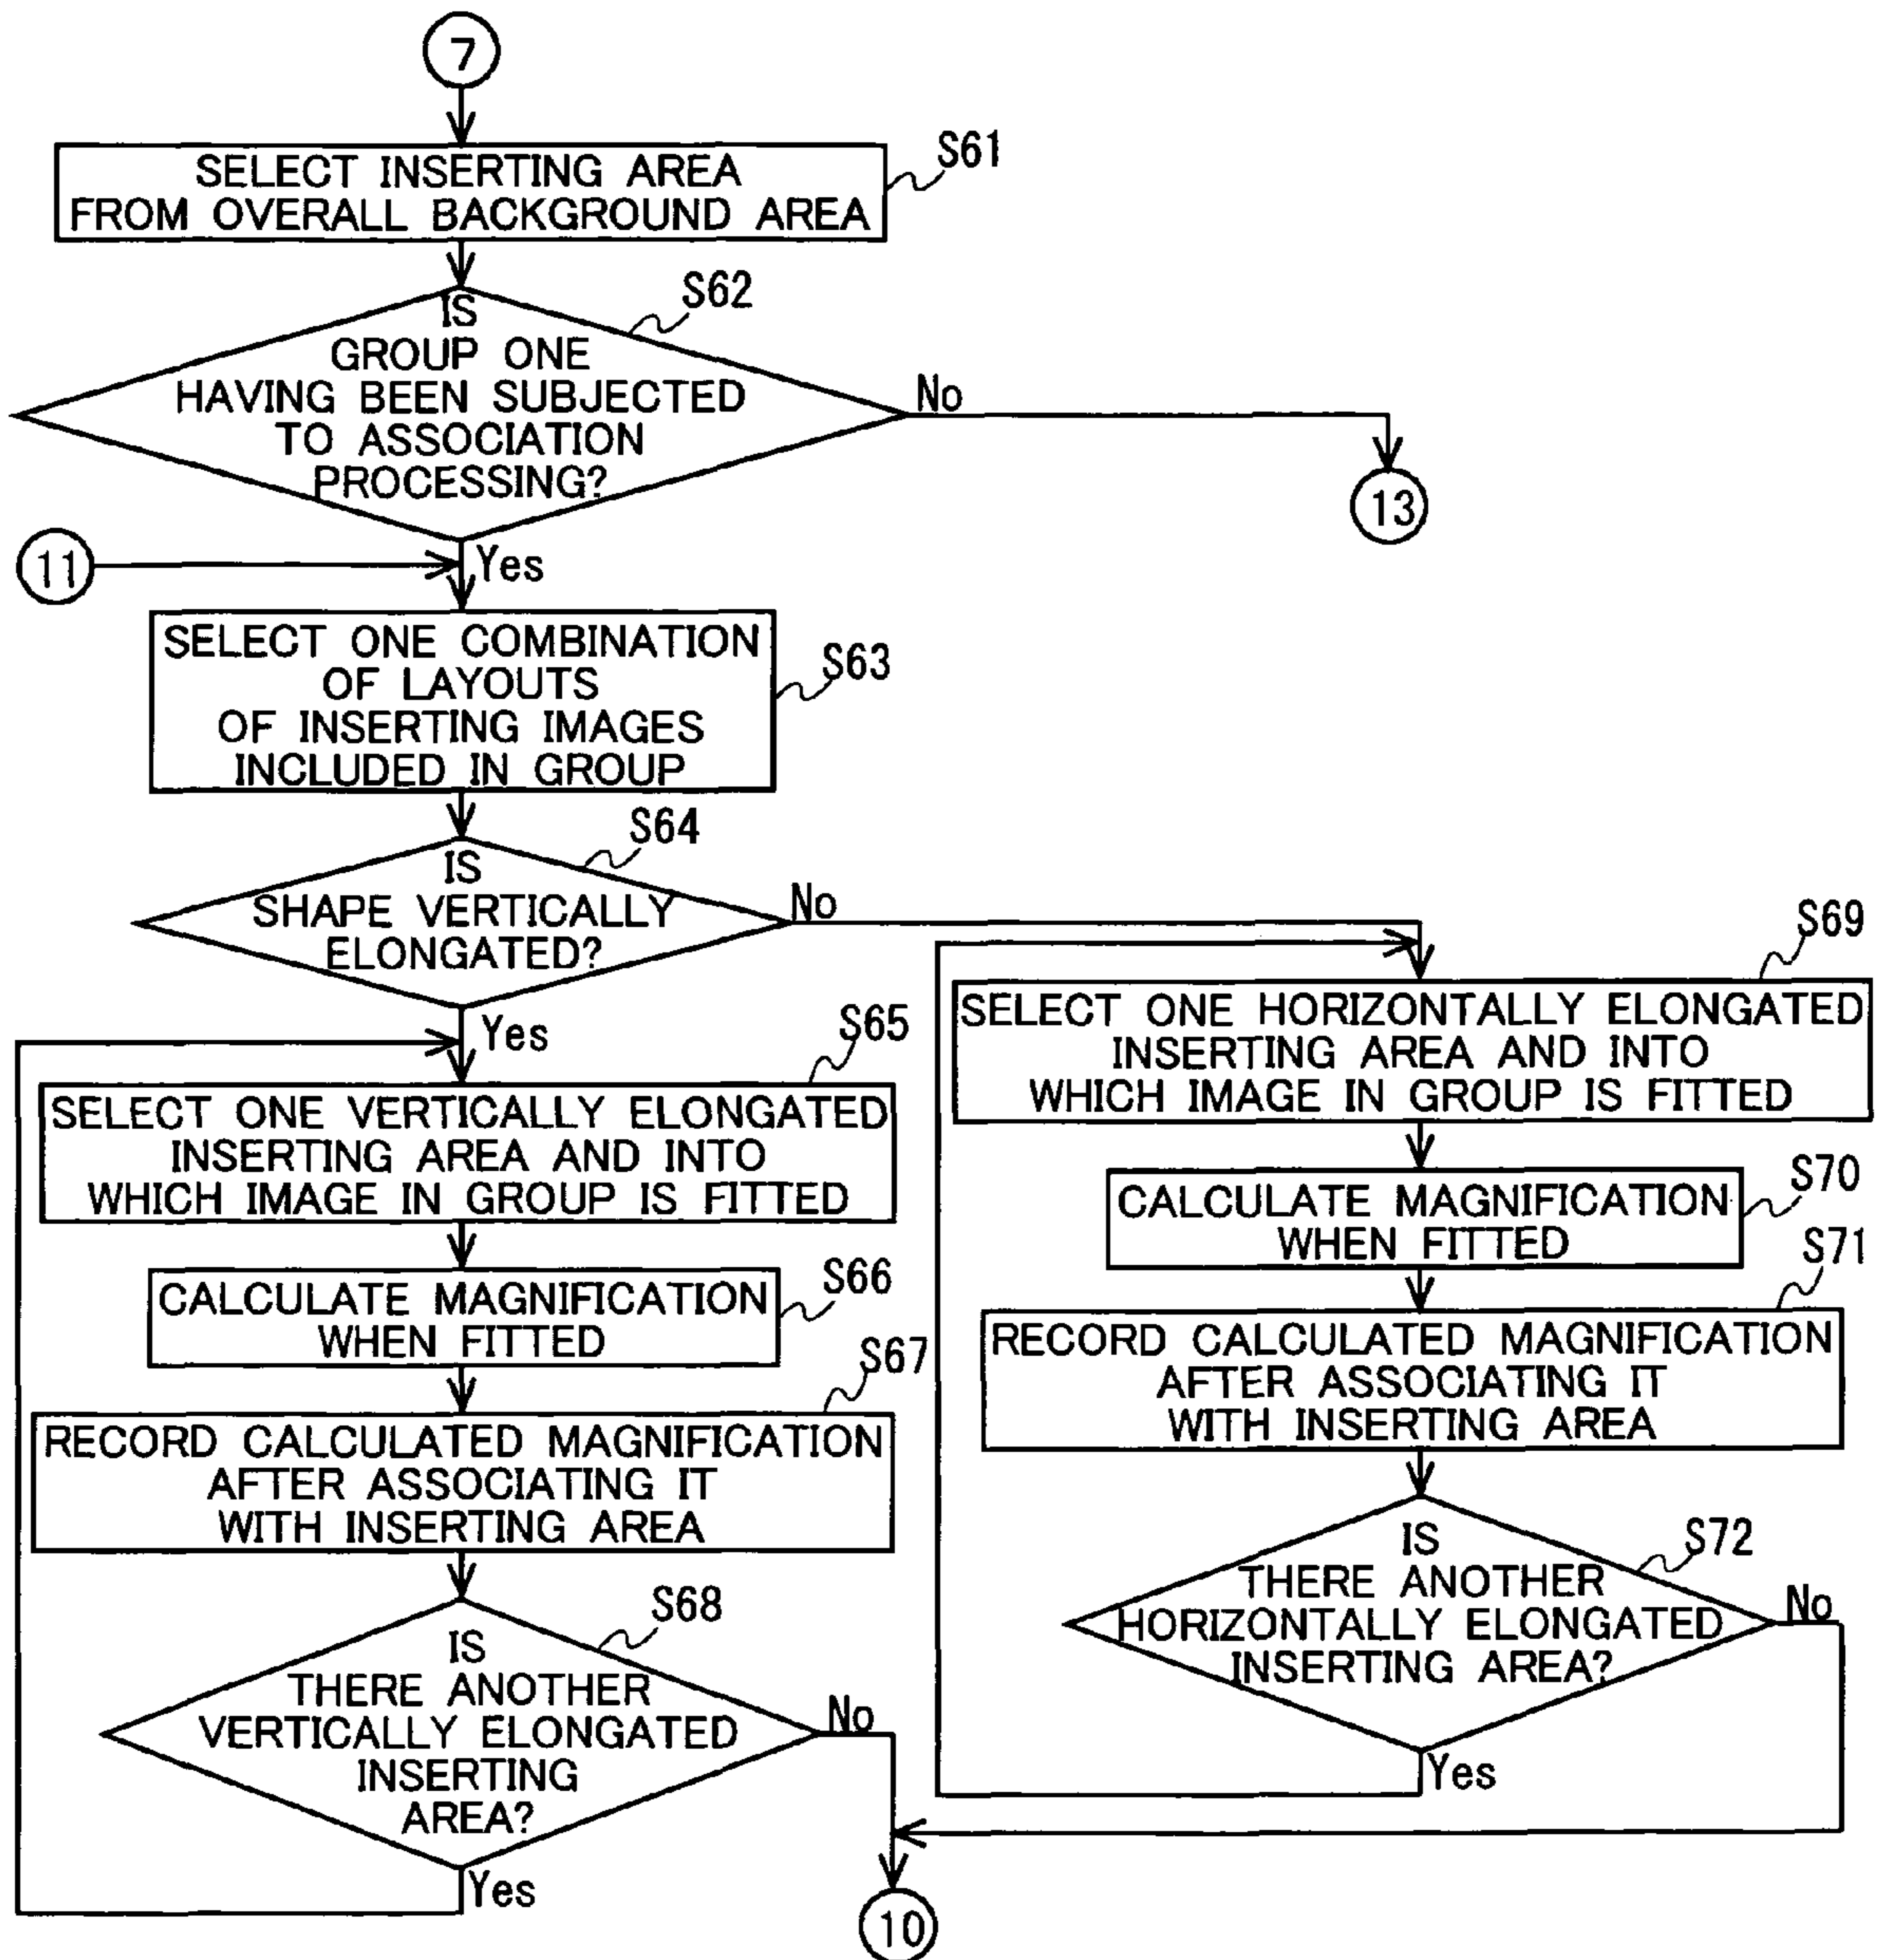 7
SELECT INSERTING AREA
FROM OVERALL BACKGROUND AREA
S61
IS
GROUP ONE
HAVING BEEN SUBJECTED
TO ASSOCIATION
PROCESSING?
S62
No
13
11
Yes
SELECT ONE COMBINATION
OF LAYOUTS
OF INSERTING IMAGES
INCLUDED IN GROUP
S63
IS
SHAPE VERTICALLY
ELONGATED?
S64
No
Yes
SELECT ONE VERTICALLY ELONGATED
INSERTING AREA AND INTO
WHICH IMAGE IN GROUP IS FITTED
S65
CALCULATE MAGNIFICATION
WHEN FITTED
S66
RECORD CALCULATED MAGNIFICATION
AFTER ASSOCIATING IT
WITH INSERTING AREA
S67
IS
THERE ANOTHER
VERTICALLY ELONGATED
INSERTING
AREA?
S68
No
Yes
SELECT ONE HORIZONTALLY ELONGATED
INSERTING AREA AND INTO
WHICH IMAGE IN GROUP IS FITTED
S69
CALCULATE MAGNIFICATION
WHEN FITTED
S70
RECORD CALCULATED MAGNIFICATION
AFTER ASSOCIATING IT
WITH INSERTING AREA
S71
IS
THERE ANOTHER
HORIZONTALLY ELONGATED
INSERTING AREA?
S72
No
Yes
10